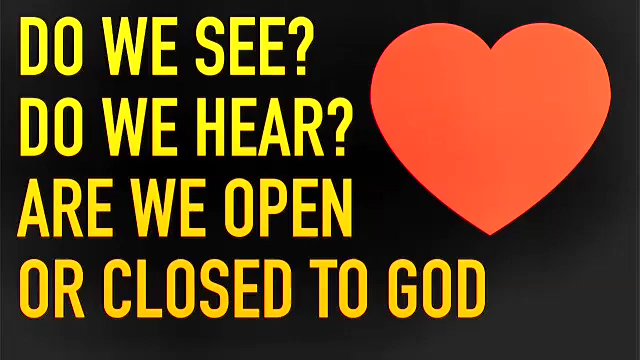 DO WE SEE?
DO WE HEAR?
ARE WE OPEN
OR CLOSED TO GOD